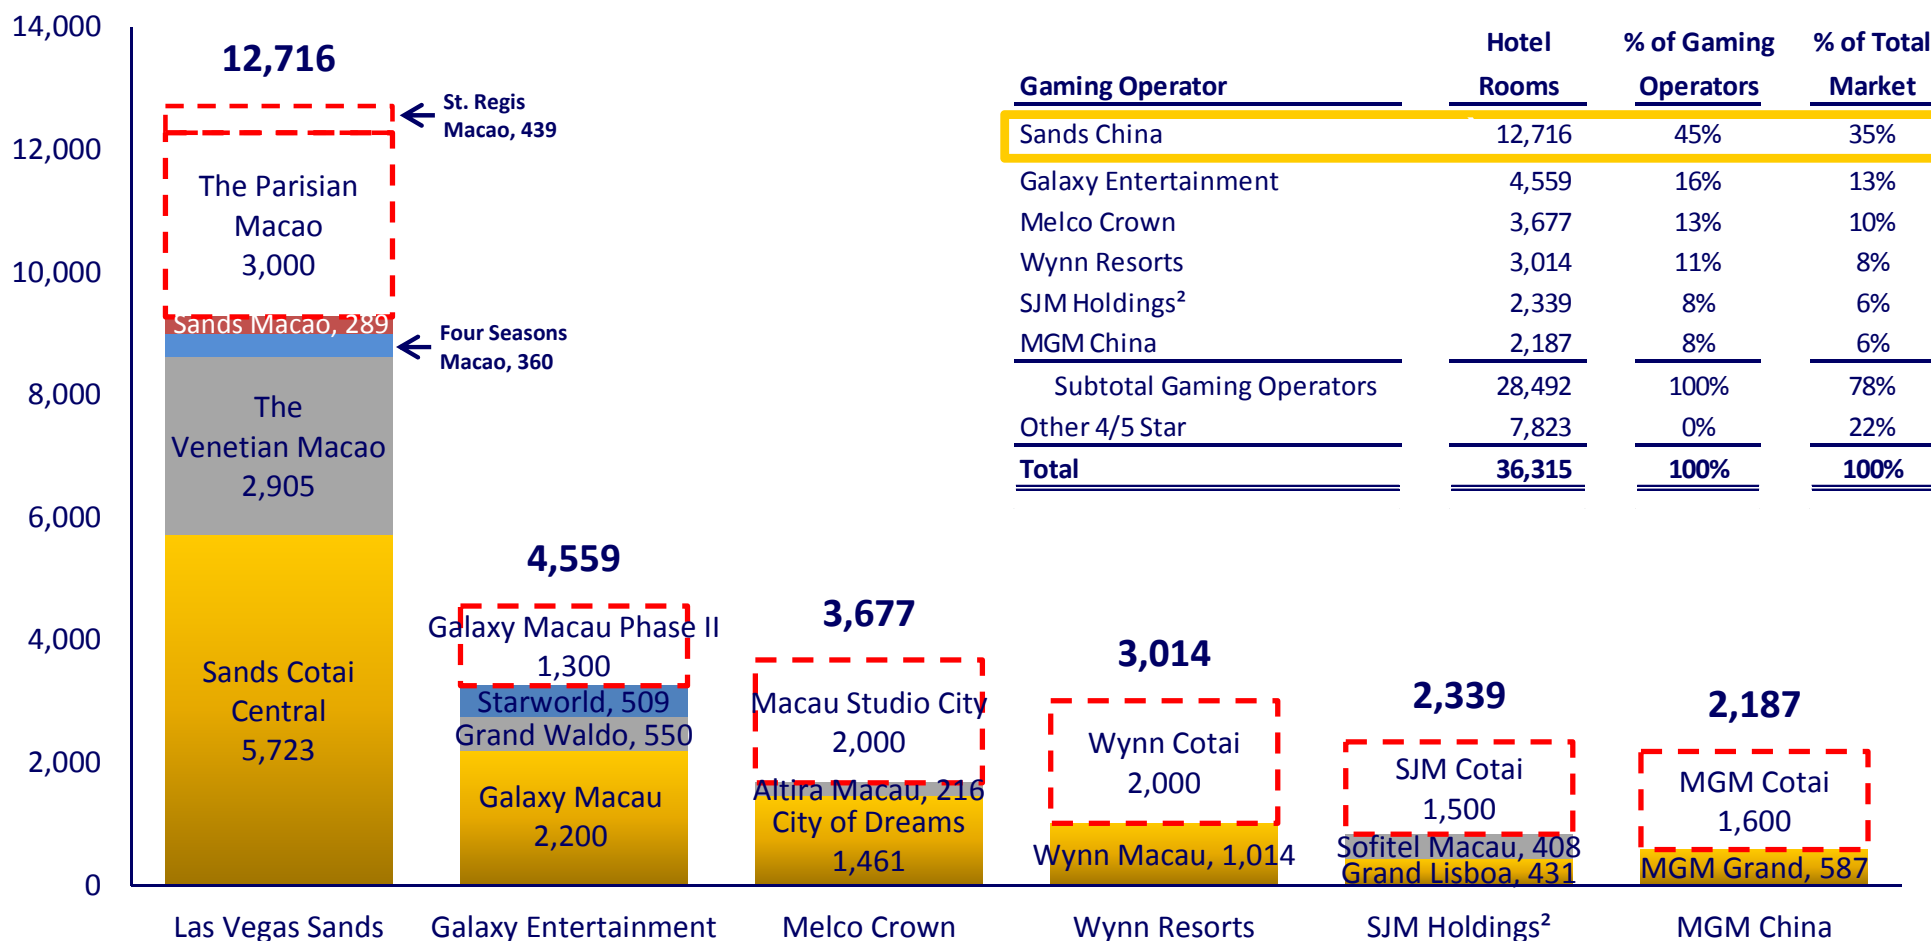 14,000
12,000
10,000
8,000
6,000
4,000
2,000
0
12,716
St. Regis
Macao, 439
The Parisian
Macao
3,000
Sands Macao, 289
Four Seasons
Macao, 360
The
Venetian Macao
2,905
Sands Cotai
Central
5,723
Las Vegas Sands
4,559
Galaxy Macau Phase II
1,300
Starworld, 509
Grand Waldo, 550
Galaxy Macau
2,200
Galaxy Entertainment
3,677
Macau Studio City
2,000
Altira Macau, 216
City of Dreams
1,461
Melco Crown
3,014
Wynn Cotai
2,000
Wynn Macau, 1,014
Wynn Resorts
2,339
SJM Cotai
1,500
Sofitel Macau, 408
Grand Lisboa, 431
SJM Holdings²
2,187
MGM Cotai
1,600
MGM Grand, 587
MGM China
Hotel % of Gaming % of Total
Gaming Operator Rooms Operators Market
Sands China 12,716 45% 35%
Galaxy Entertainment 4,559 16% 13%
Melco Crown 3,677 13% 10%
Wynn Resorts 3,014 11% 8%
SJM Holdings² 2,339 8% 6%
MGM China 2,187 8% 6%
Subtotal Gaming Operators 28,492 100% 78%
Other 4/5 Star 7,823 0% 22%
Total 36,315 100% 100%